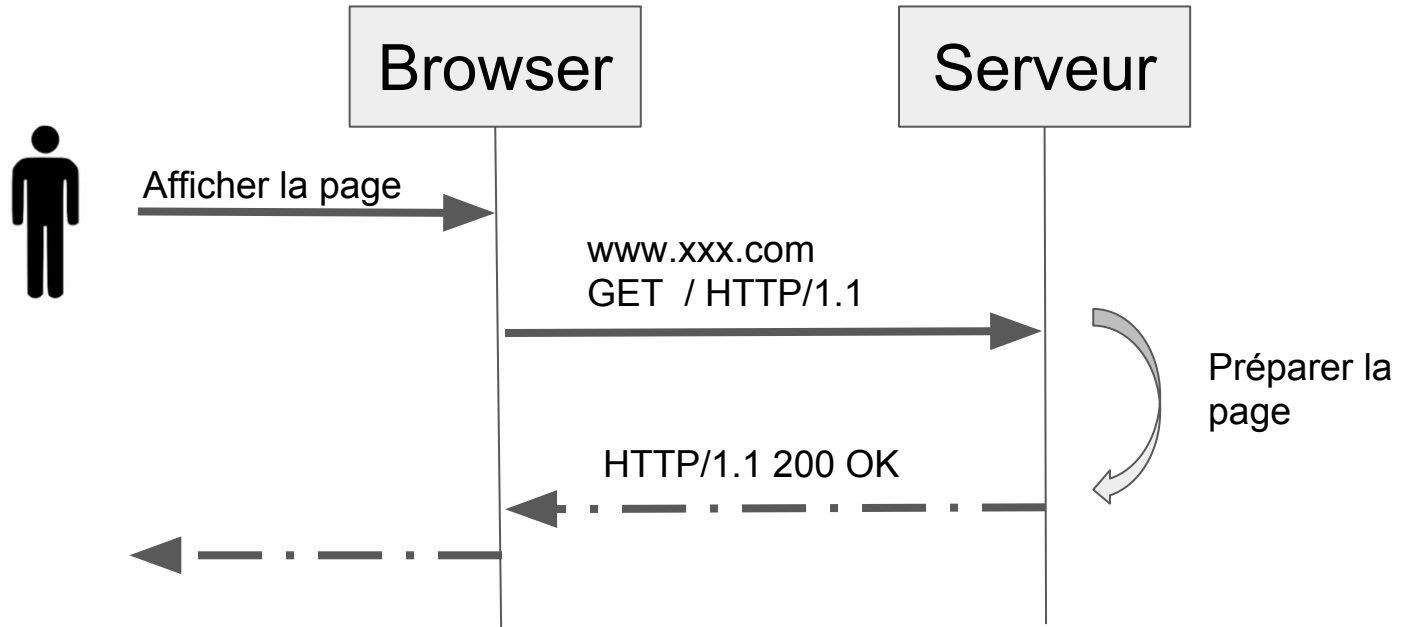 Browser
Serveur
Afficher la page
www.xxx.com
GET  / HTTP/1.1
Préparer la
page
HTTP/1.1 200 OK